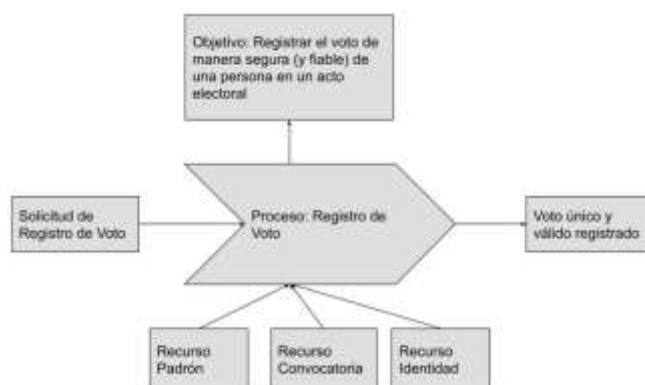 Objetivo: Registrar el voto de
manera segura (y fiable) de
una persona en un acto
electoral
Solicitud de
Registro de Voto
Proceso: Registro de
Voto
Voto único y
válido registrado
Recurso
Padrón
Recurso
Convocatoria
Recurso
Identidad